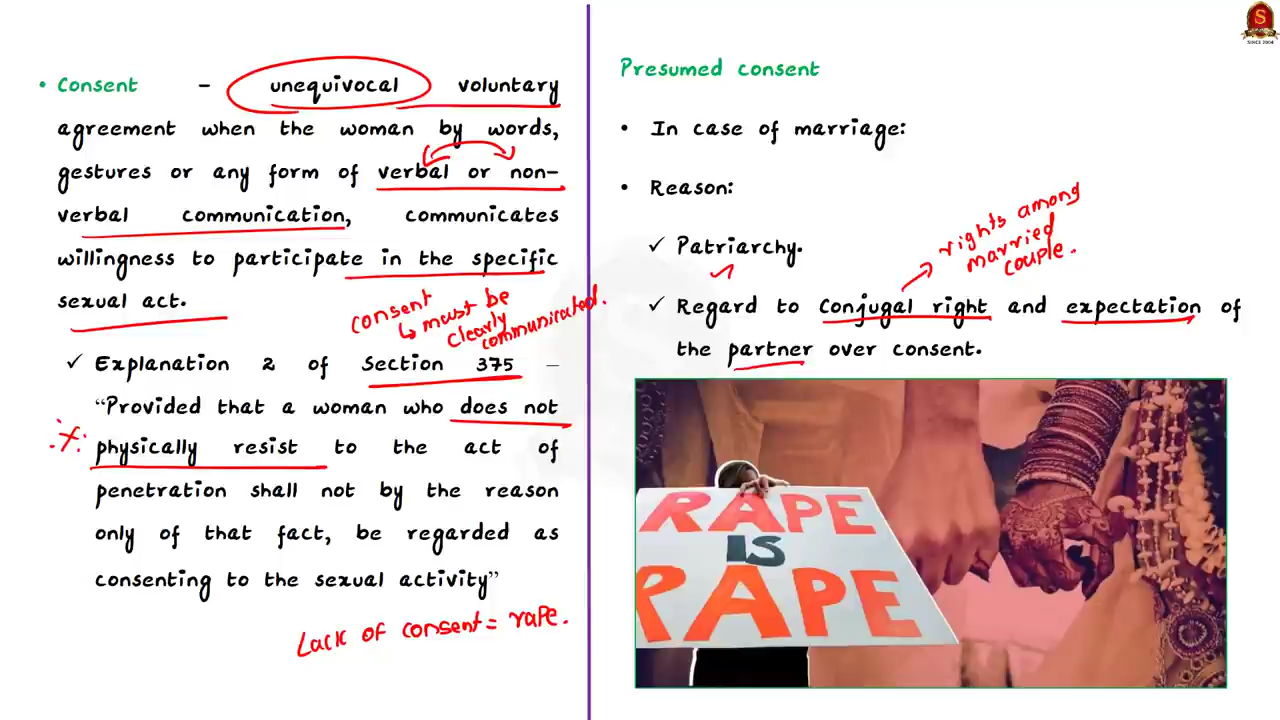 • Consent – unequivocal voluntary
agreement when the woman by words,
gestures or any form of verbal or non-
verbal communication, communicates
willingness to participate in the specific
sexual act.
consent
↳ must be
clearly
communicated.
✓ Explanation 2 of Section 375 –
“Provided that a woman who does not
physically resist to the act of
penetration shall not by the reason
only of that fact, be regarded as
consenting to the sexual activity”
Lack of consent = rape.
Presumed consent
• In case of marriage:
• Reason:
✓ Patriarchy.
rights among
married
couple.
✓ Regard to Conjugal right and expectation of
the partner over consent.
RAPE
IS
RAPE
S
SINCE 2004